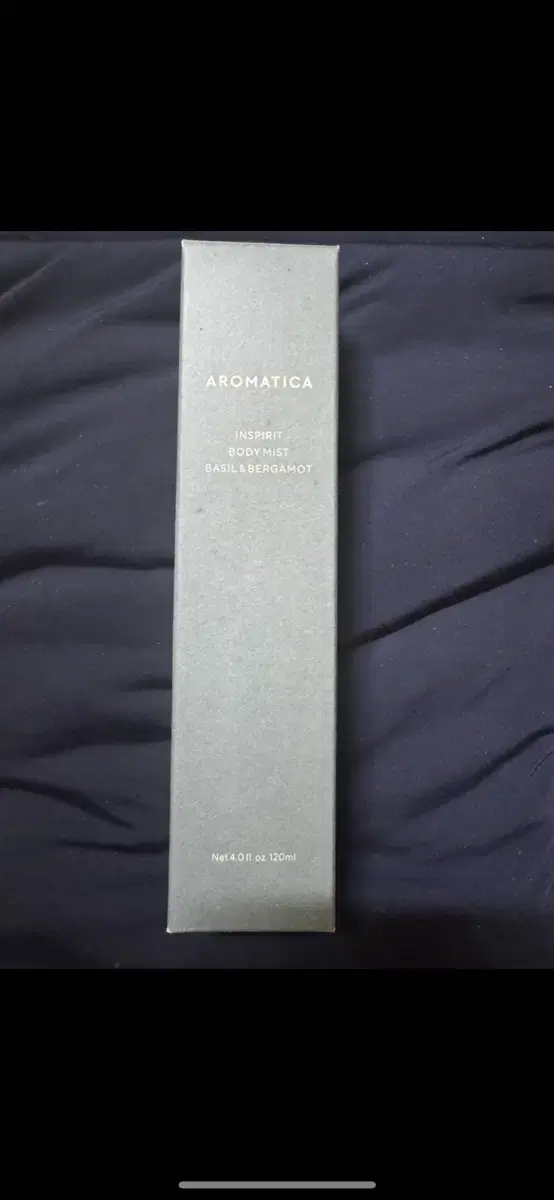 AROMATICA
INSPIRIT
BODY MIST
BASIL & BERGAMOT
Net 4.0 fl oz 120ml